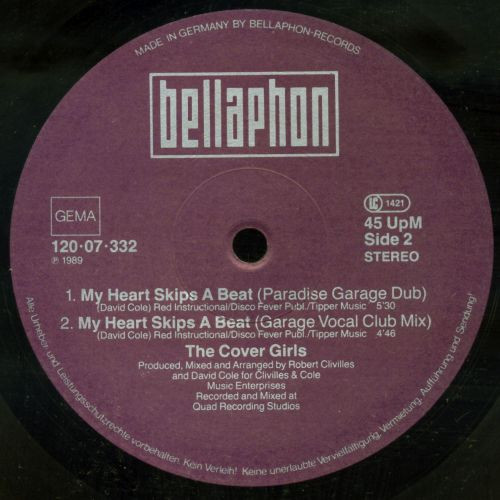 MADE IN GERMANY BY BELLAPHON-RECORDS
bellaphon
GEMA
LC 1421
120·07·332
℗ 1989
45 UpM
Side 2
STEREO
1. My Heart Skips A Beat (Paradise Garage Dub)
(David Cole) Red Instructional/Disco Fever Publ./Tipper Music 5'30
2. My Heart Skips A Beat (Garage Vocal Club Mix)
(David Cole) Red Instructional/Disco Fever Publ./Tipper Music 4'46
The Cover Girls
Produced, Mixed and Arranged by Robert Clivilles
and David Cole for Clivilles & Cole
Music Enterprises
Recorded and Mixed at
Quad Recording Studios
Alle Urheber und Leistungsschutzrechte vorbehalten. Kein Verleih! Keine unerlaubte Vervielfältigung, Vermietung, Aufführung und Sendung!